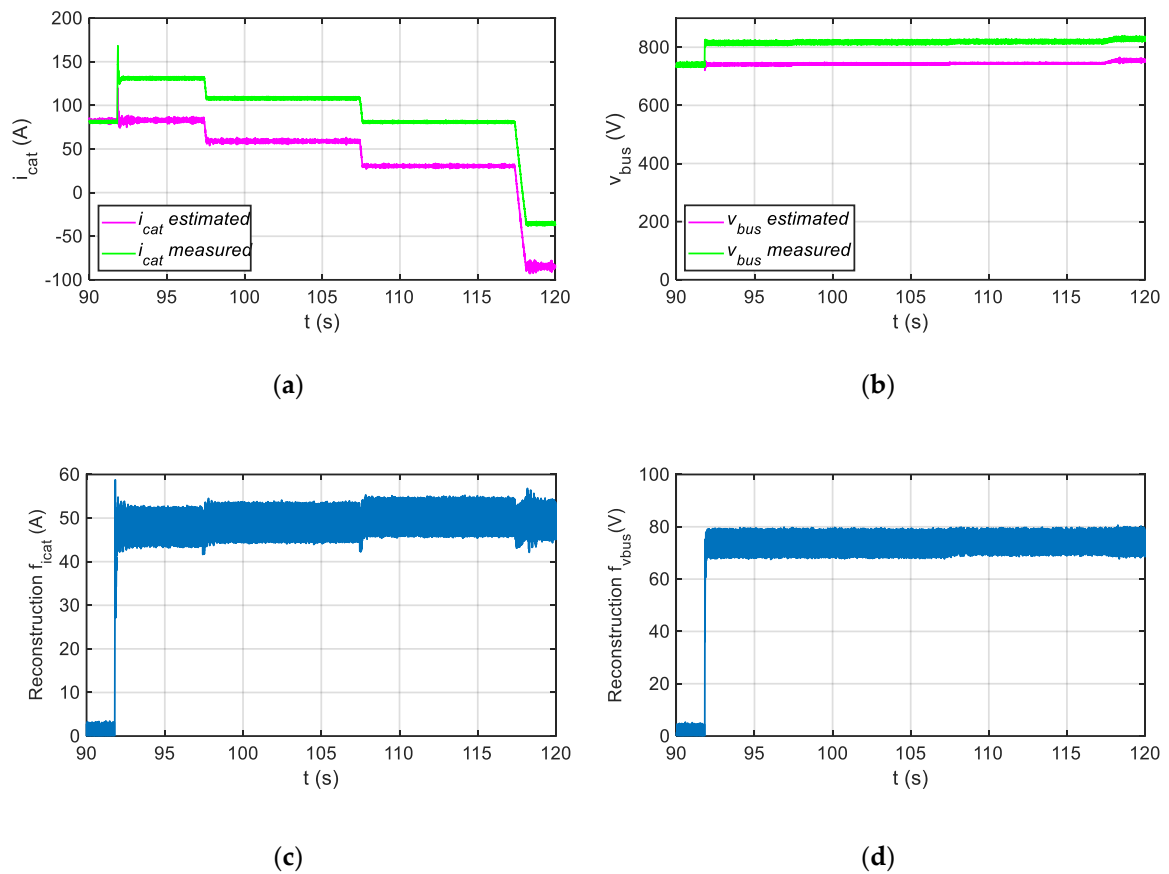 200
150
100
50
0
-50
-100
i_cat (A)
i_cat estimated
i_cat measured
90 95 100 105 110 115 120
t (s)
(a)
800
600
400
200
0
v_bus (V)
v_bus estimated
v_bus measured
90 95 100 105 110 115 120
t (s)
(b)
60
50
40
30
20
10
0
Reconstruction f_icat (A)
90 95 100 105 110 115 120
t (s)
(c)
100
80
60
40
20
0
Reconstruction f_vbus (V)
90 95 100 105 110 115 120
t (s)
(d)